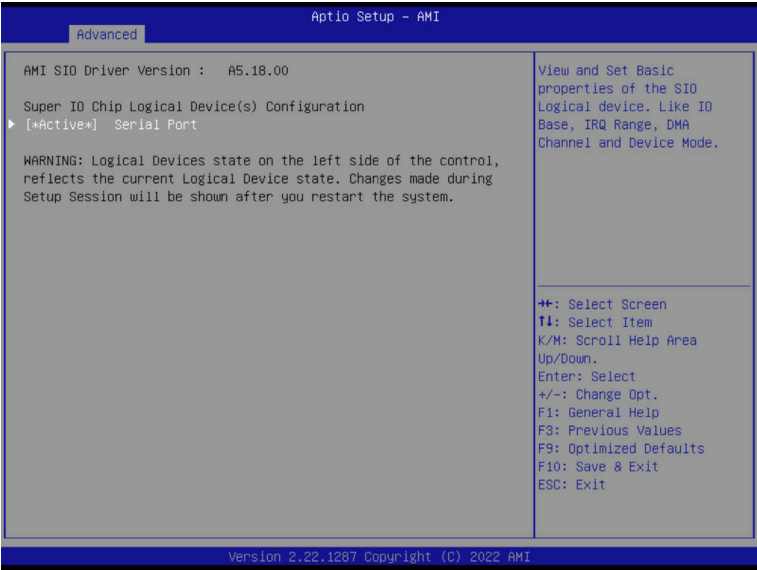 Aptio Setup - AMI
Advanced
AMI SIO Driver Version : A5.18.00
Super IO Chip Logical Device(s) Configuration
[*Active*] Serial Port
WARNING: Logical Devices state on the left side of the control,
reflects the current Logical Device state. Changes made during
Setup Session will be shown after you restart the system.
View and Set Basic
properties of the SIO
Logical device. Like IO
Base, IRQ Range, DMA
Channel and Device Mode.
→←: Select Screen
↑↓: Select Item
K/M: Scroll Help Area
Up/Down.
Enter: Select
+/-: Change Opt.
F1: General Help
F3: Previous Values
F9: Optimized Defaults
F10: Save & Exit
ESC: Exit
Version 2.22.1287 Copyright (C) 2022 AMI